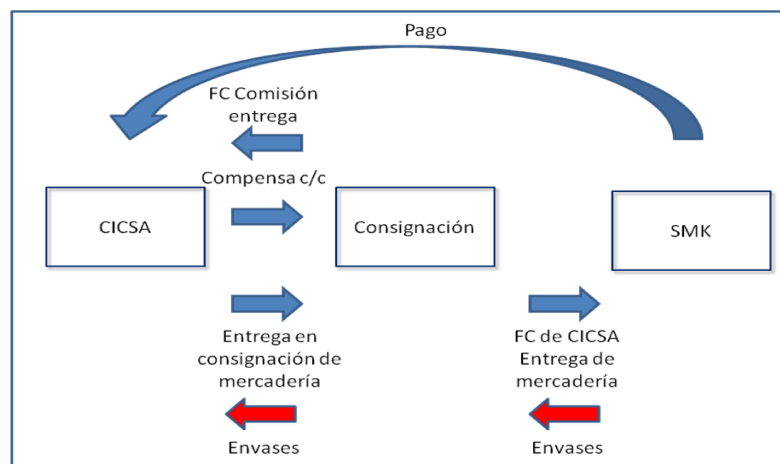 Pago
FC Comisión
entrega
Compensa c/c
CICSA
Consignación
SMK
Entrega en
consignación de
mercadería
FC de CICSA
Entrega de
mercadería
Envases
Envases